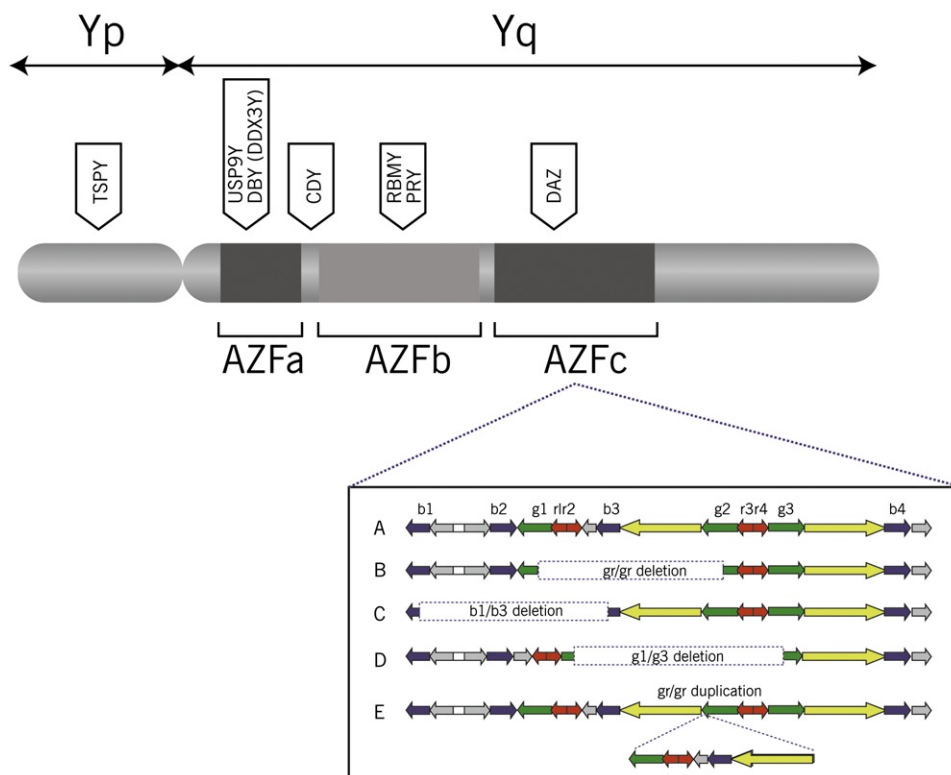 Yp Yq
TSPY
USP9Y
DBY (DDX3Y)
CDY
RBMY
PRY
DAZ
AZFa AZFb AZFc
b1 b2 g1 r1r2 b3 g2 r3r4 g3 b4
A
B gr/gr deletion
C b1/b3 deletion
D g1/g3 deletion
gr/gr duplication
E